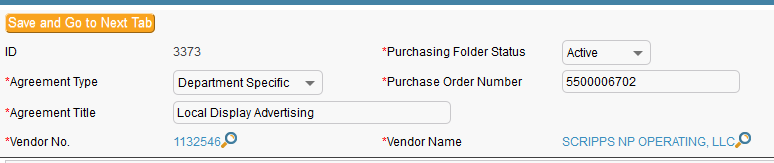 Save and Go to Next Tab
ID 3373 *Purchasing Folder Status Active
*Agreement Type Department Specific *Purchase Order Number 5500006702
*Agreement Title Local Display Advertising
*Vendor No. 1132546 *Vendor Name SCRIPPS NP OPERATING, LLC